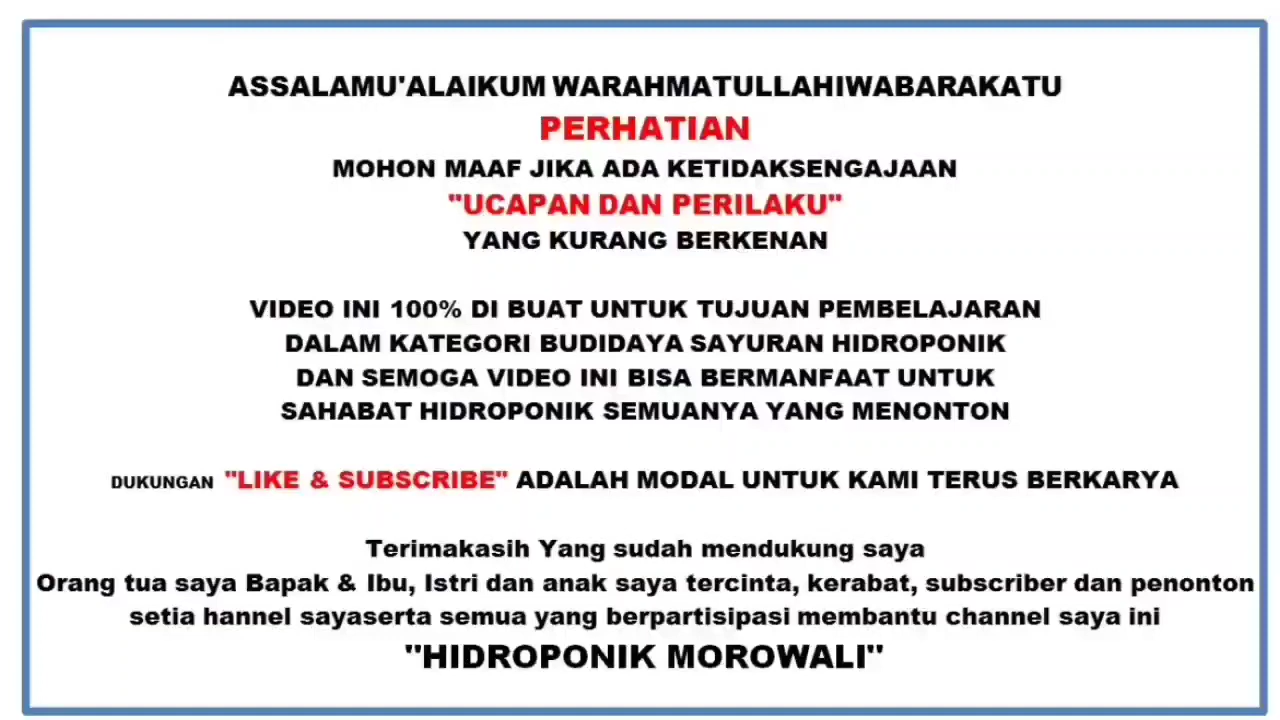 ASSALAMU'ALAIKUM WARAHMATULLAHIWABARAKATU
PERHATIAN
MOHON MAAF JIKA ADA KETIDAKSENGAJAAN
"UCAPAN DAN PERILAKU"
YANG KURANG BERKENAN
VIDEO INI 100% DI BUAT UNTUK TUJUAN PEMBELAJARAN
DALAM KATEGORI BUDIDAYA SAYURAN HIDROPONIK
DAN SEMOGA VIDEO INI BISA BERMANFAAT UNTUK
SAHABAT HIDROPONIK SEMUANYA YANG MENONTON
DUKUNGAN "LIKE & SUBSCRIBE" ADALAH MODAL UNTUK KAMI TERUS BERKARYA
Terimakasih Yang sudah mendukung saya
Orang tua saya Bapak & Ibu, Istri dan anak saya tercinta, kerabat, subscriber dan penonton
setia hannel sayaserta semua yang berpartisipasi membantu channel saya ini
"HIDROPONIK MOROWALI"